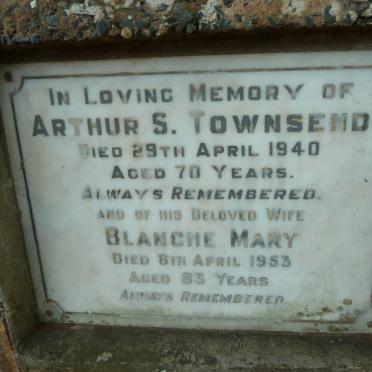 In Loving Memory of
Arthur S. Townsend
Died 29th April 1940
Aged 70 Years.
Always Remembered.
and of his Beloved Wife
Blanche Mary
Died 6th April 1953
Aged 83 Years
Always Remembered